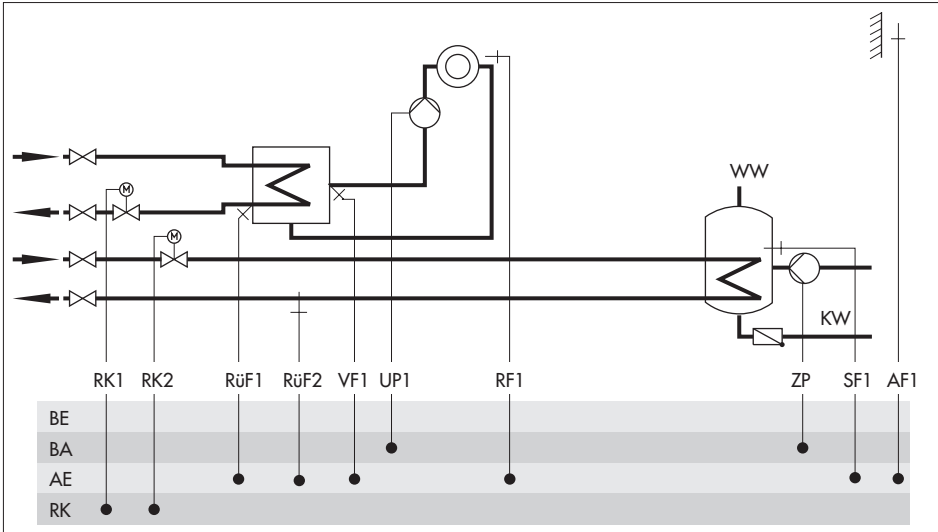 M
M
WW
KW
RK1 RK2 RüF1 RüF2 VF1 UP1 RF1 ZP SF1 AF1
BE
BA
AE
RK